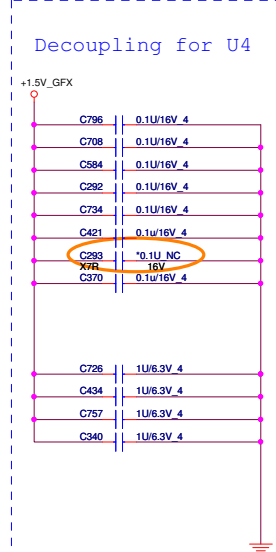 Decoupling for U4
+1.5V_GFX
C796 0.1U/16V_4
C708 0.1U/16V_4
C584 0.1U/16V_4
C292 0.1U/16V_4
C734 0.1U/16V_4
C421 0.1u/16V_4
C293 *0.1U_NC
X7R 16V
C370 0.1u/16V_4
C726 1U/6.3V_4
C434 1U/6.3V_4
C757 1U/6.3V_4
C340 1U/6.3V_4